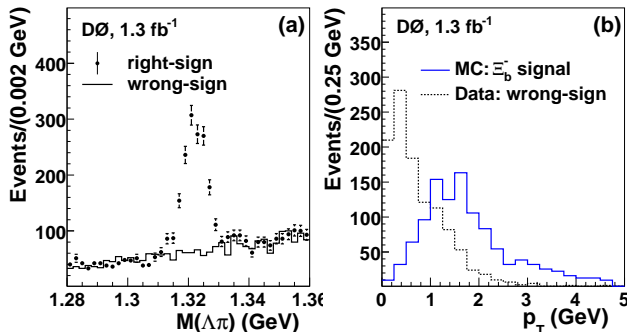 DØ, 1.3 fb⁻¹ (a)
right-sign
wrong-sign
Events/(0.002 GeV)
400
300
200
100
1.28 1.3 1.32 1.34 1.36
M(Λπ) (GeV)
DØ, 1.3 fb⁻¹ (b)
MC: Ξ_b⁻ signal
Data: wrong-sign
Events/(0.25 GeV)
350
300
250
200
150
100
50
0 1 2 3 4 5
p_T (GeV)